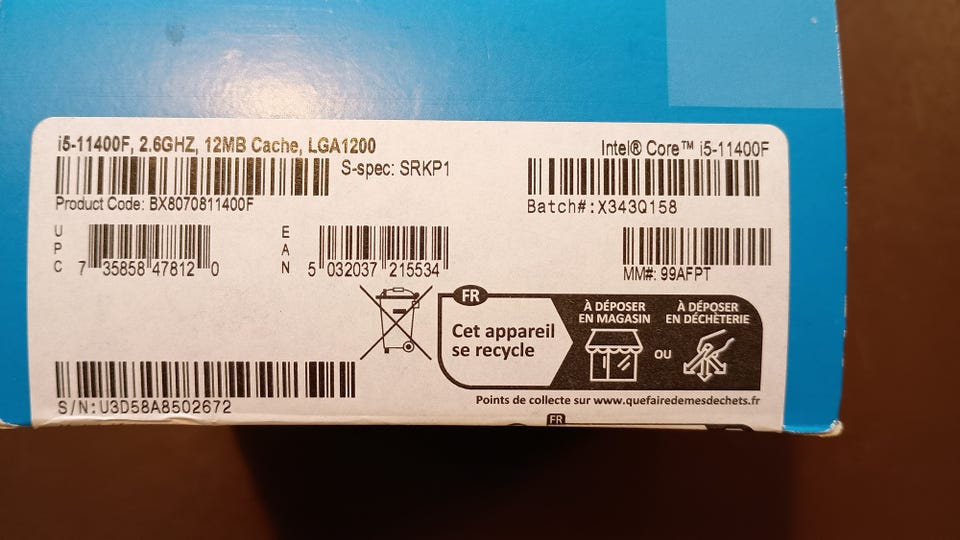 i5-11400F, 2.6GHZ, 12MB Cache, LGA1200
Intel® Core™ i5-11400F
S-spec: SRKP1
Product Code: BX8070811400F
Batch#:X343Q158
UPC 7 35858 47812 0
EAN 5 032037 215534
MM#: 99AFPT
FR
Cet appareil
se recycle
À DÉPOSER
EN MAGASIN
OU
À DÉPOSER
EN DÉCHÈTERIE
Points de collecte sur www.quefairedemesdechets.fr
S/N:U3D58A8502672
FR